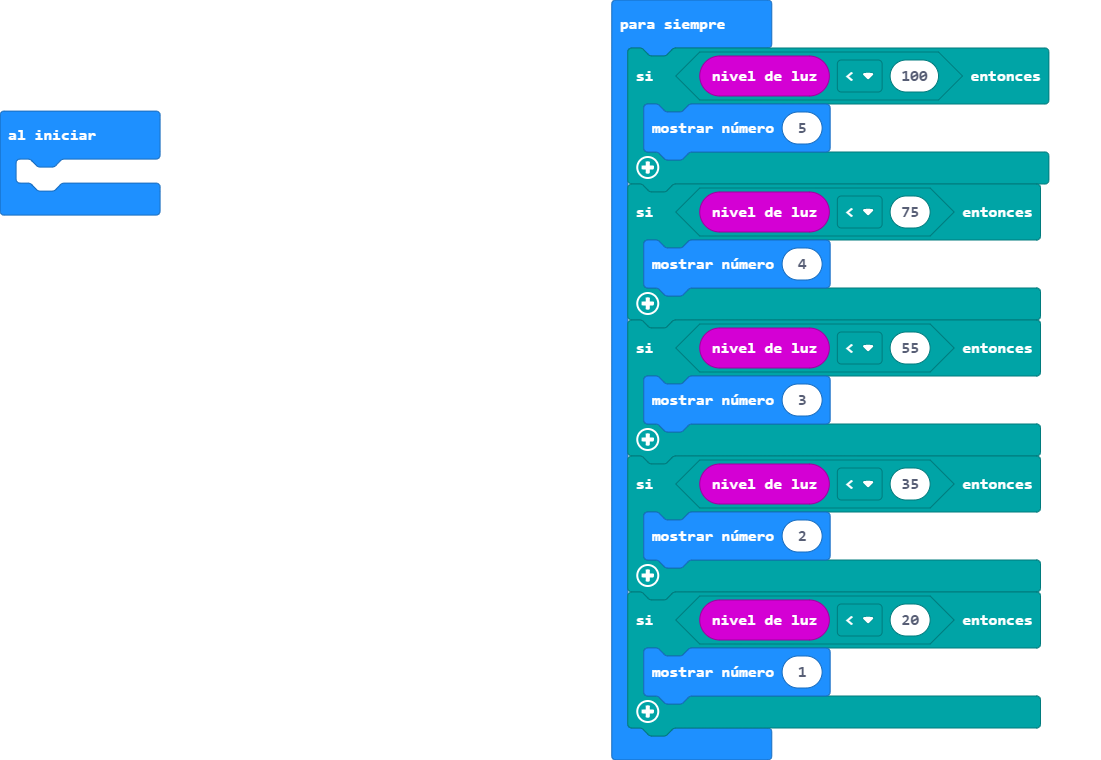 al iniciar
para siempre
si nivel de luz < 100 entonces
mostrar número 5
si nivel de luz < 75 entonces
mostrar número 4
si nivel de luz < 55 entonces
mostrar número 3
si nivel de luz < 35 entonces
mostrar número 2
si nivel de luz < 20 entonces
mostrar número 1